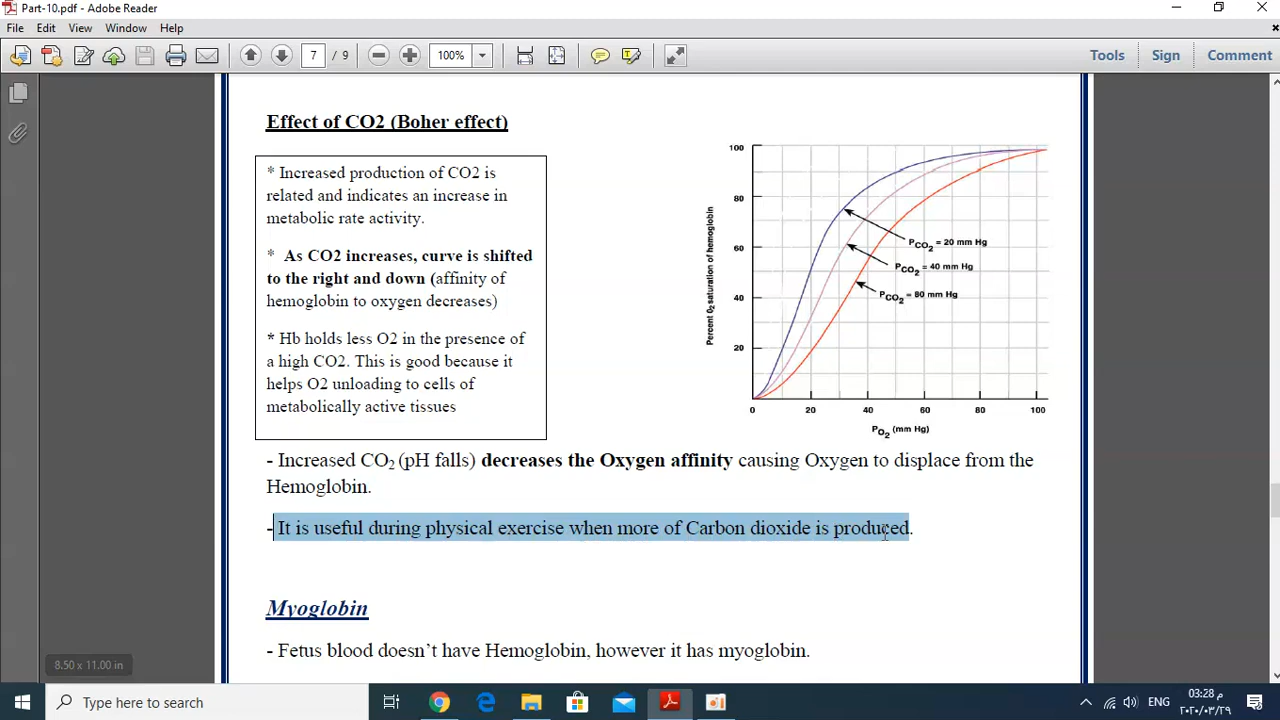 Part-10.pdf - Adobe Reader
File Edit View Window Help
7 / 9 100% Tools Sign Comment
Effect of CO2 (Boher effect)
* Increased production of CO2 is
related and indicates an increase in
metabolic rate activity.
* As CO2 increases, curve is shifted
to the right and down (affinity of
hemoglobin to oxygen decreases)
* Hb holds less O2 in the presence of
a high CO2. This is good because it
helps O2 unloading to cells of
metabolically active tissues
Percent O2 saturation of hemoglobin
100
80
60
40
20
PCO2 = 20 mm Hg
PCO2 = 40 mm Hg
PCO2 = 80 mm Hg
0 20 40 60 80 100
PO2 (mm Hg)
- Increased CO2 (pH falls) decreases the Oxygen affinity causing Oxygen to displace from the
Hemoglobin.
- It is useful during physical exercise when more of Carbon dioxide is produced.
Myoglobin
- Fetus blood doesn't have Hemoglobin, however it has myoglobin.
8.50 x 11.00 in
Type here to search
ENG
03:28 م
٢٠٢٠/٠٣/٢٩